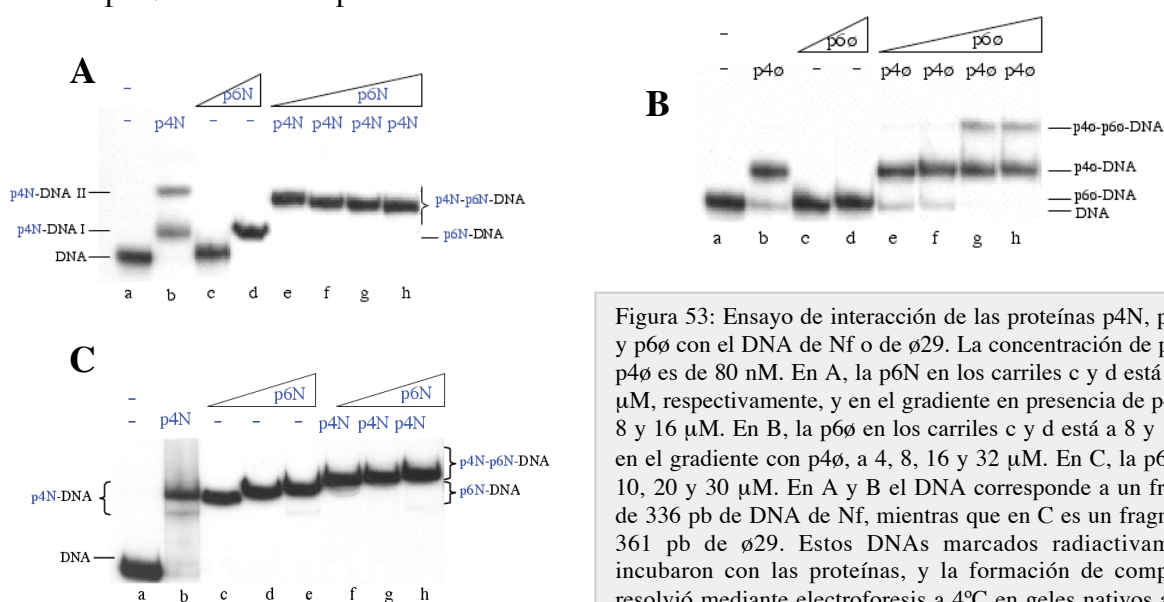 A
-
p6N
p6N
-
p4N
-
-
p4N p4N p4N p4N
p4N-DNA II
p4N-DNA I
DNA
p4N-p6N-DNA
p6N-DNA
a b c d e f g h
B
-
p6ø
p6ø
-
p4ø
-
-
p4ø p4ø p4ø p4ø
p4ø-p6ø-DNA
p4ø-DNA
p6ø-DNA
DNA
a b c d e f g h
C
-
p6N
p6N
-
p4N
-
-
-
p4N p4N p4N
p4N-DNA
DNA
p4N-p6N-DNA
p6N-DNA
a b c d e f g h
Figura 53: Ensayo de interacción de las proteínas p4N,
y p6ø con el DNA de Nf o de ø29. La concentración de
p4ø es de 80 nM. En A, la p6N en los carriles c y d está
µM, respectivamente, y en el gradiente en presencia de
8 y 16 µM. En B, la p6ø en los carriles c y d está a 8 y
en el gradiente con p4ø, a 4, 8, 16 y 32 µM. En C, la
10, 20 y 30 µM. En A y B el DNA corresponde a un
de 336 pb de DNA de Nf, mientras que en C es un
361 pb de ø29. Estos DNAs marcados
incubaron con las proteínas, y la formación de
resolvió mediante electroforesis a 4ºC en geles nativos